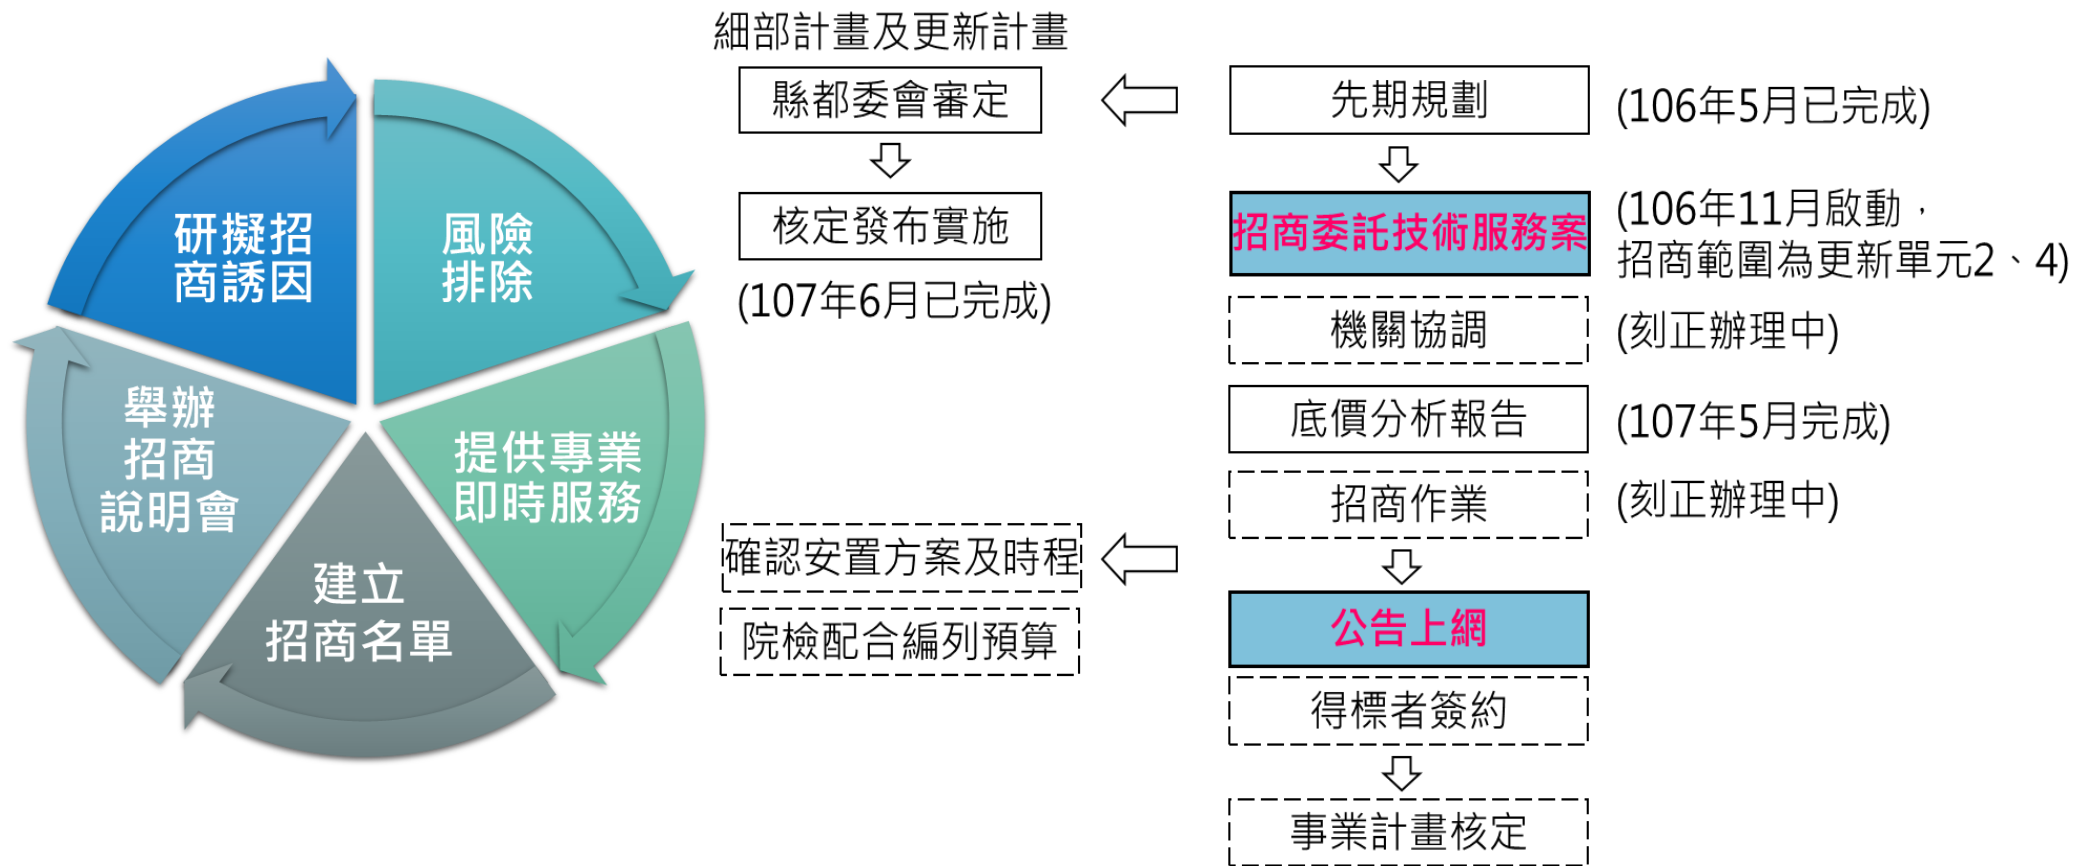 研擬招
商誘因
風險
排除
提供專業
即時服務
建立
招商名單
舉辦
招商
說明會
細部計畫及更新計畫
縣都委會審定
核定發布實施
(107年6月已完成)
確認安置方案及時程
院檢配合編列預算
先期規劃
(106年5月已完成)
招商委託技術服務案
(106年11月啟動，
招商範圍為更新單元2、4)
機關協調
(刻正辦理中)
底價分析報告
(107年5月完成)
招商作業
(刻正辦理中)
公告上網
得標者簽約
事業計畫核定